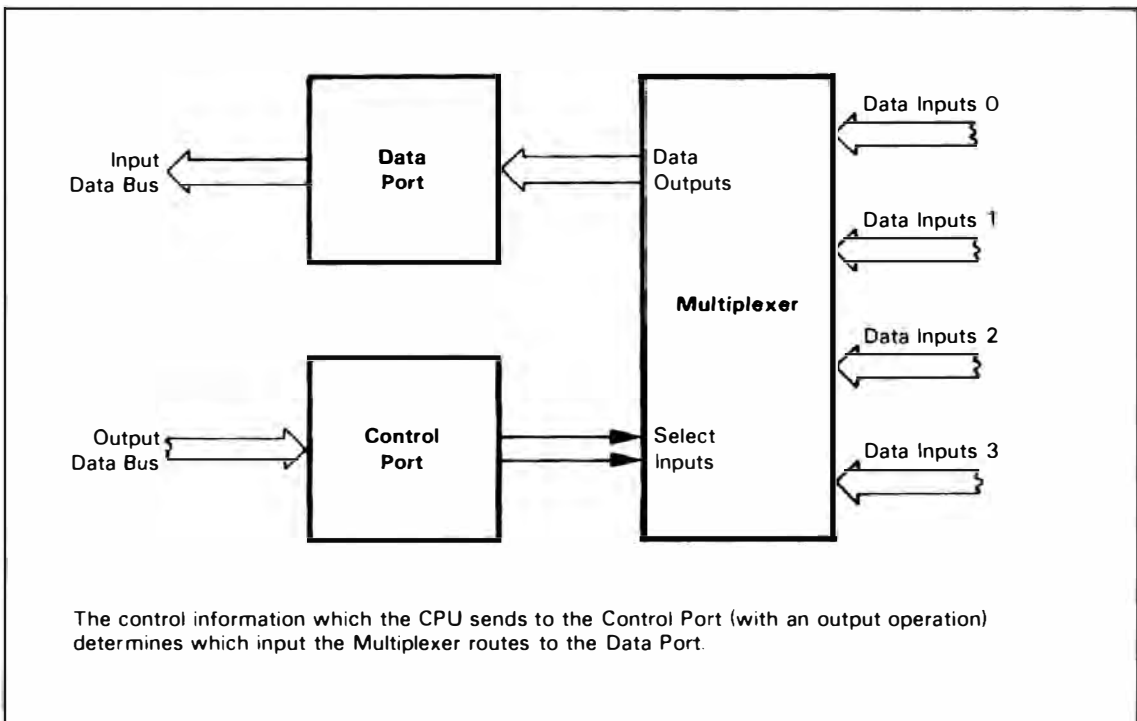 Input
Data Bus
Data
Port
Data
Outputs
Data Inputs 0
Data Inputs 1
Multiplexer
Data Inputs 2
Output
Data Bus
Control
Port
Select
Inputs
Data Inputs 3
The control information which the CPU sends to the Control Port (with an output operation)
determines which input the Multiplexer routes to the Data Port.